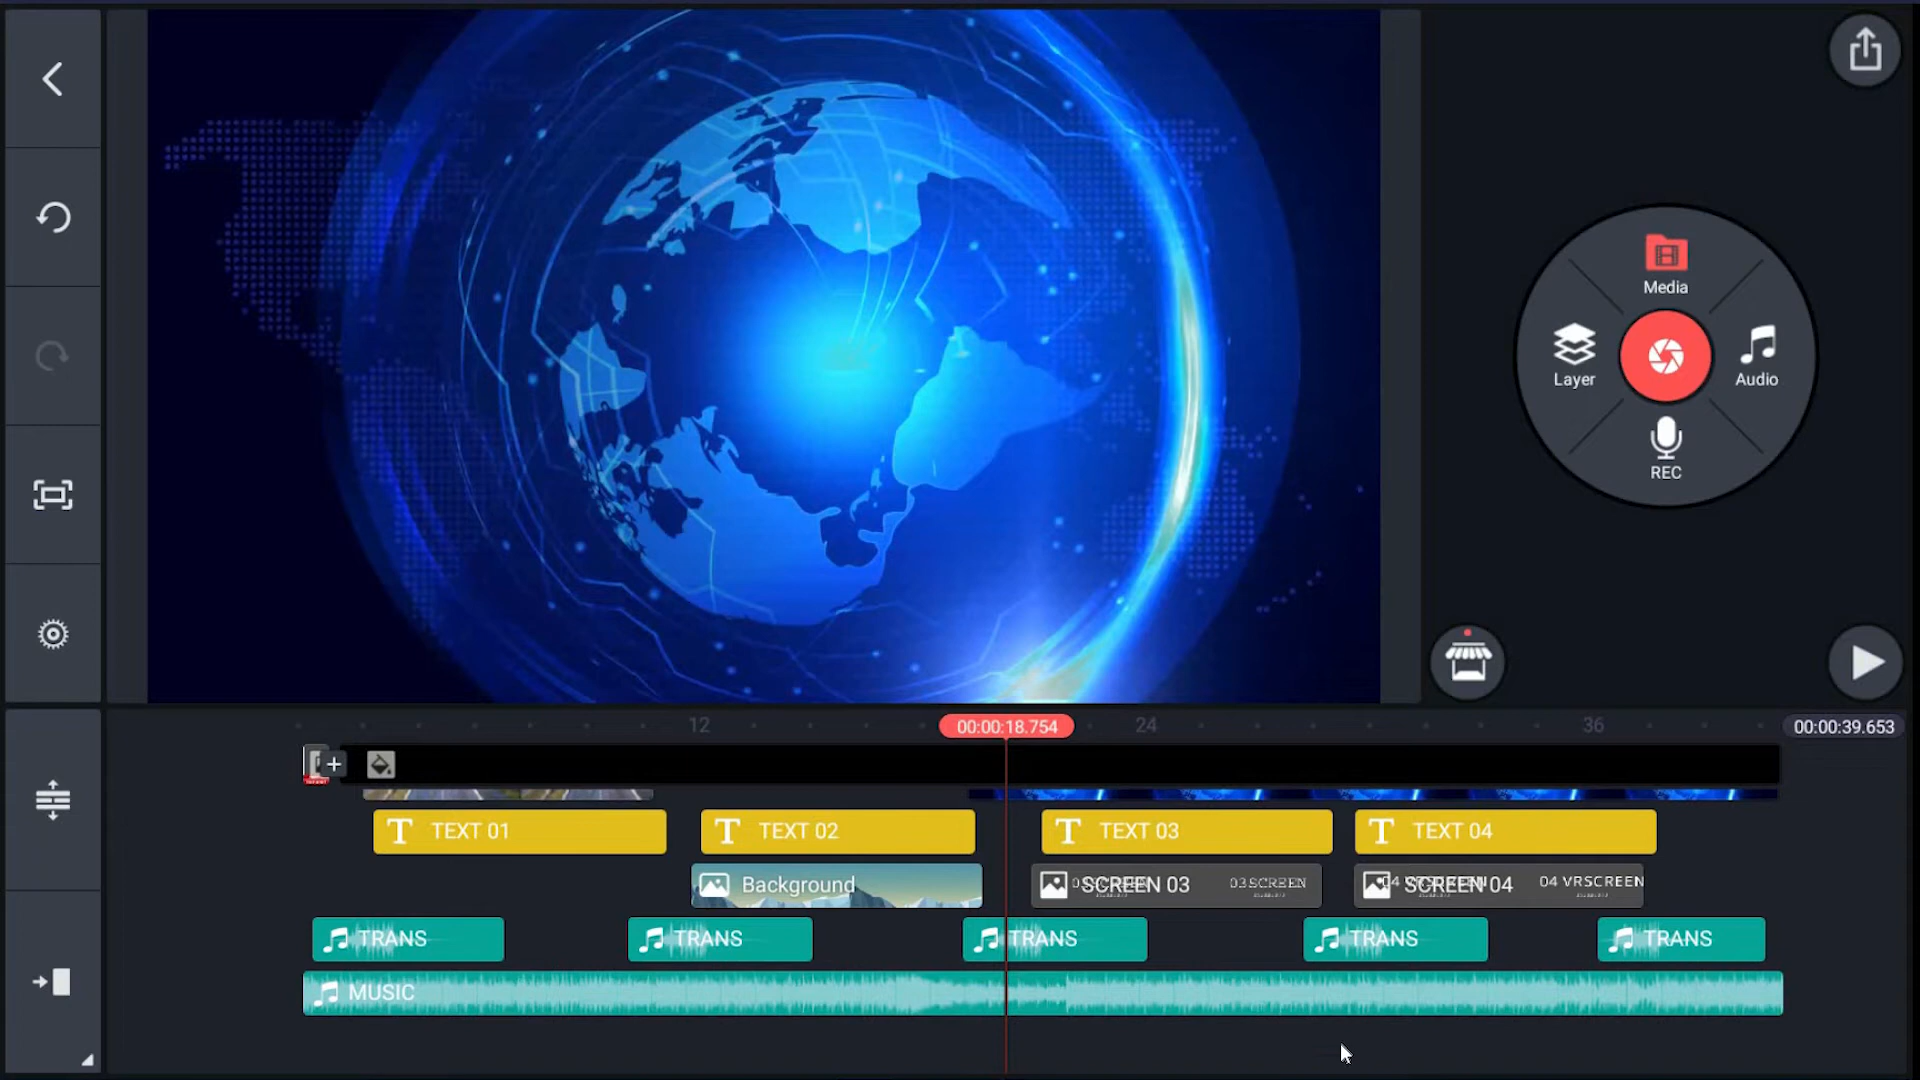 Media
Layer
Audio
REC
12
00:00:18.754
24
36
00:00:39.653
TEXT 01
TEXT 02
TEXT 03
TEXT 04
Background
SCREEN 03
03 SCREEN
SCREEN 04
04 VRSCREEN
TRANS
TRANS
TRANS
TRANS
TRANS
MUSIC